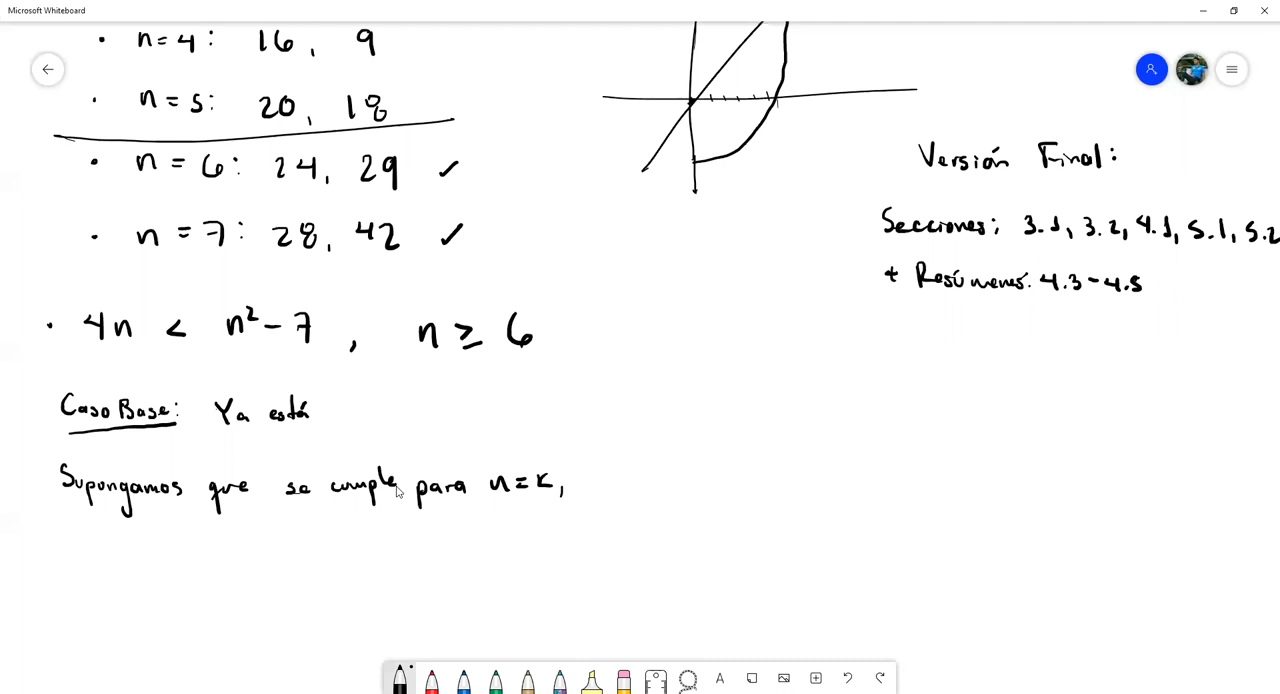 Microsoft Whiteboard
• n = 4 : 16 , 9
• n = 5 : 20 , 18
• n = 6 : 24 , 29 ✓
• n = 7 : 28 , 42 ✓
• 4n < n² - 7 , n ≥ 6
Caso Base: Ya está
Supongamos que se cumple para n = k,
Versión Final:
Secciones: 3.1, 3.2, 4.1, 5.1, 5.2
+ Resúmenes: 4.3 - 4.5
A